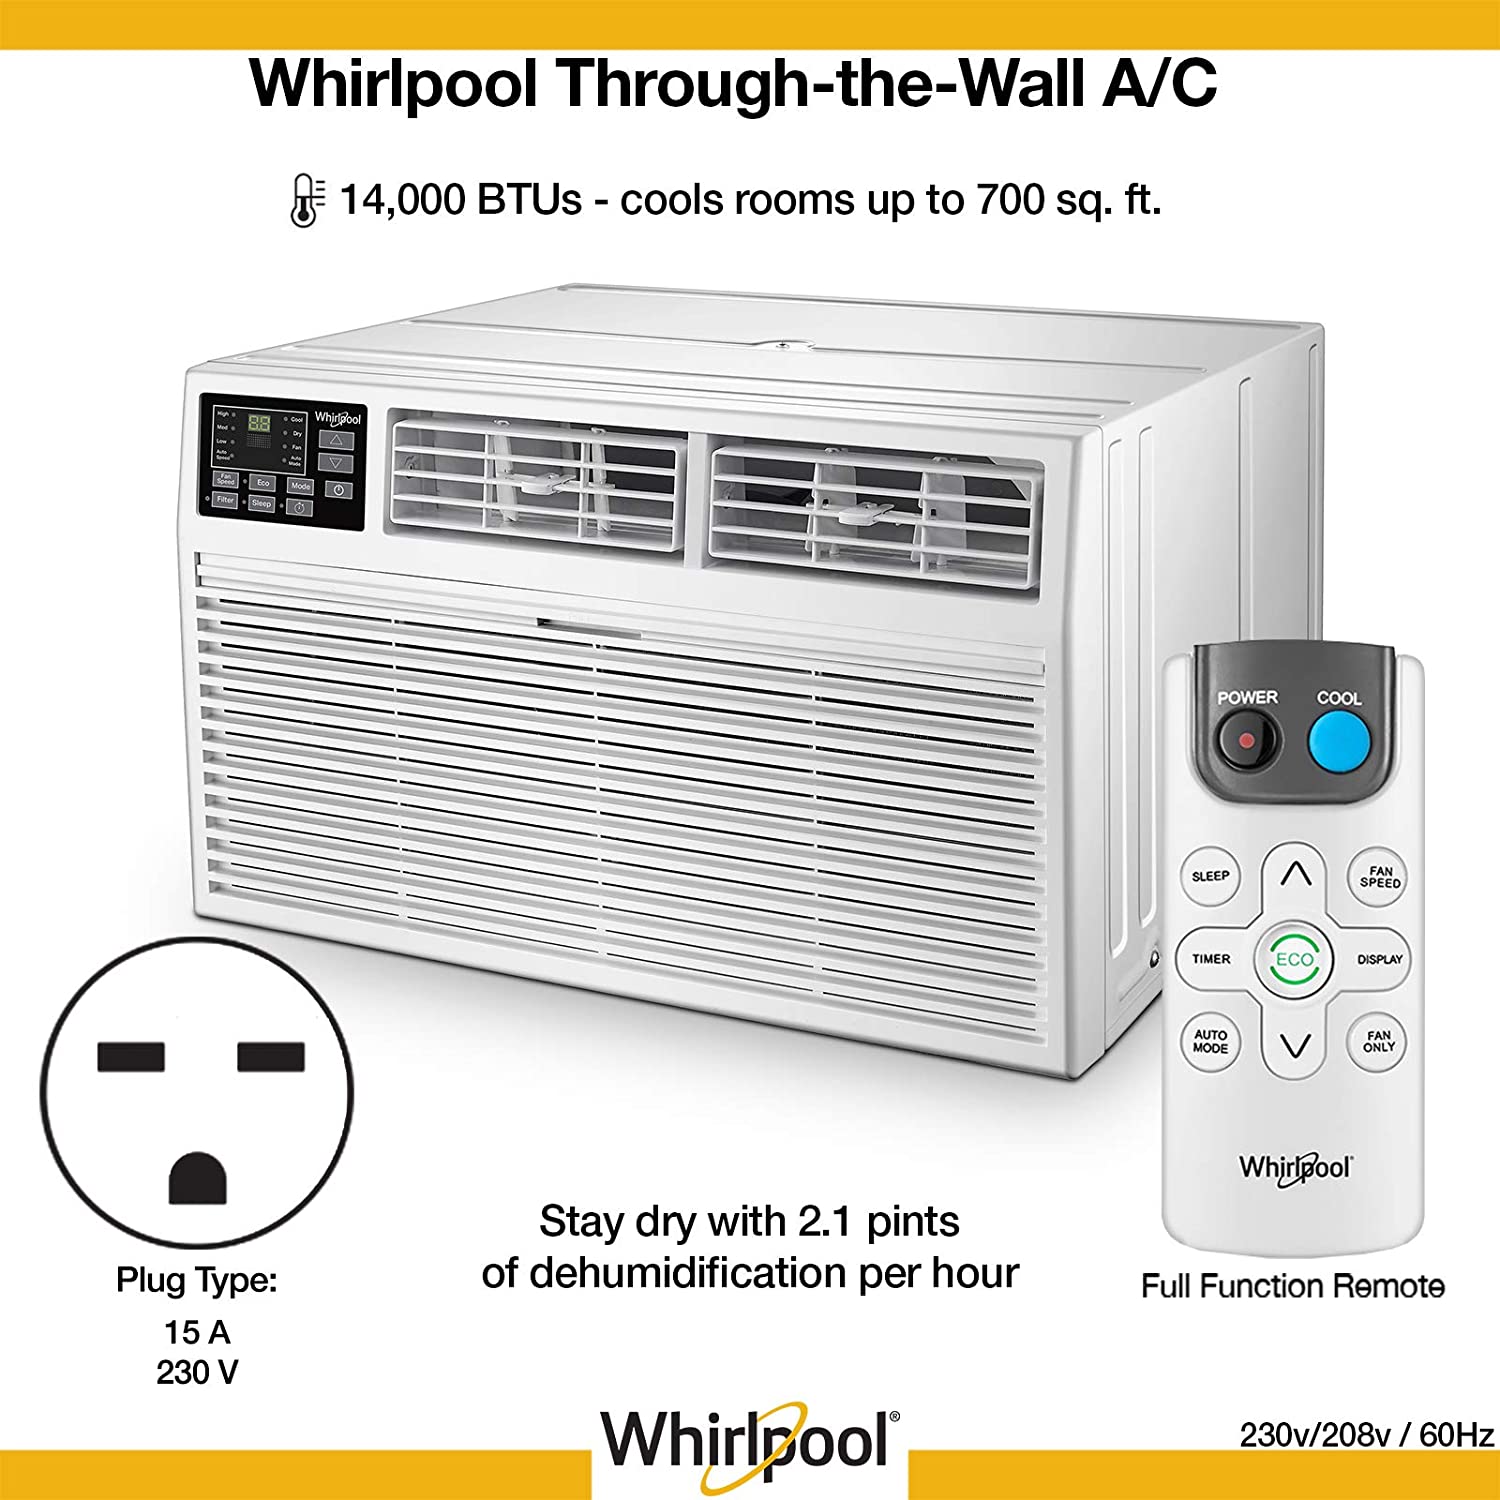 Whirlpool Through-the-Wall A/C
14,000 BTUs - cools rooms up to 700 sq. ft.
High
Med
Low
Auto
Speed
88
Cool
Dry
Fan
Auto
Mode
Whirlpool
Fan
Speed
Eco
Mode
Filter
Sleep
POWER COOL
SLEEP
FAN
SPEED
TIMER
ECO
DISPLAY
AUTO
MODE
FAN
ONLY
Whirlpool
Full Function Remote
Plug Type:
15 A
230 V
Stay dry with 2.1 pints
of dehumidification per hour
Whirlpool®
230v/208v / 60Hz